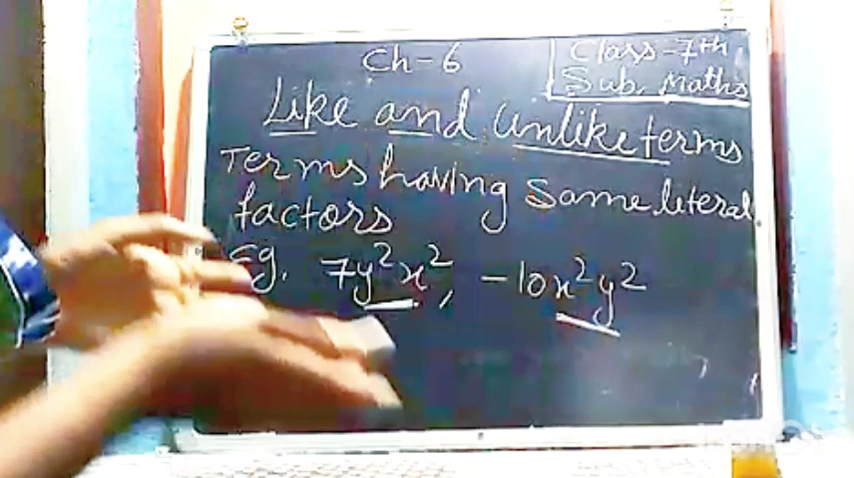 Ch-6
Class-7th
Sub. Maths
Like and unlike terms
Terms having same literal
factors
Eg, 7y²x², -10x²y²